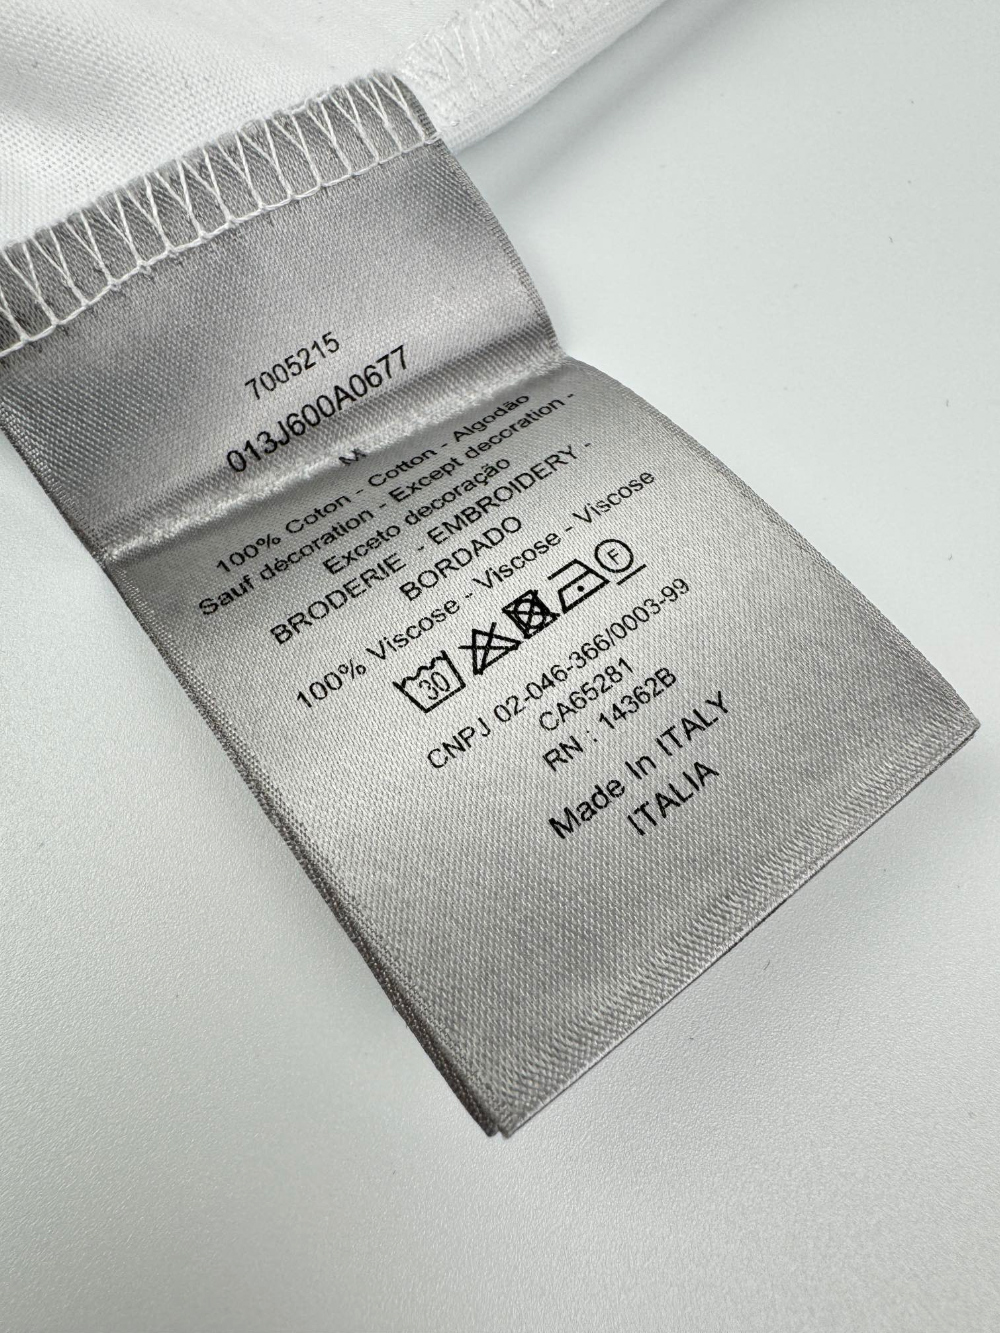 7005215
013J600A0677
M
100% Coton - Cotton - Algodão
Sauf décoration - Except decoration -
Exceto decoração
BRODERIE - EMBROIDERY -
BORDADO
100% Viscose - Viscose - Viscose
30 F
CNPJ 02-046-366/0003-99
CA65281
RN : 14362B
Made In ITALY
ITALIA